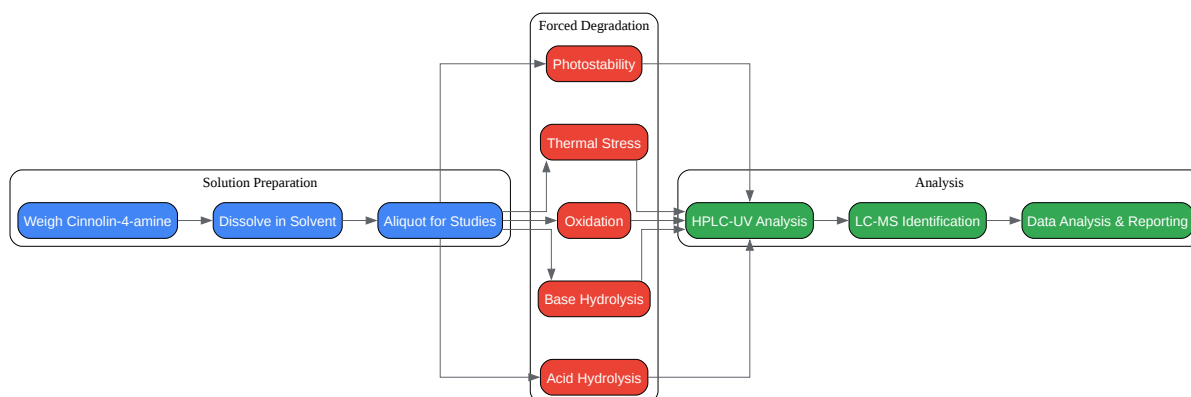 Forced Degradation
Photostability
Thermal Stress
Solution Preparation
Analysis
Weigh Cinnolin-4-amine
Dissolve in Solvent
Aliquot for Studies
Oxidation
HPLC-UV Analysis
LC-MS Identification
Data Analysis & Reporting
Base Hydrolysis
Acid Hydrolysis